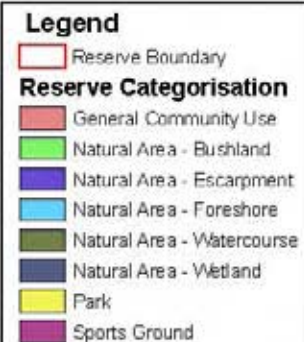 Legend
Reserve Boundary
Reserve Categorisation
General Community Use
Natural Area - Bushland
Natural Area - Escarpment
Natural Area - Foreshore
Natural Area - Watercourse
Natural Area - Wetland
Park
Sports Ground